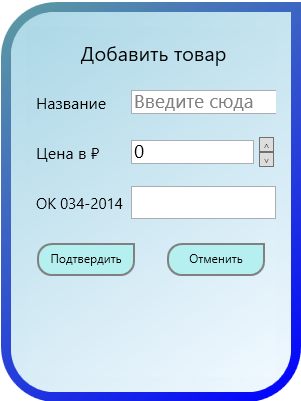 Добавить товар
Название Введите сюда
Цена в ₽ 0
ОК 034-2014
Подтвердить Отменить